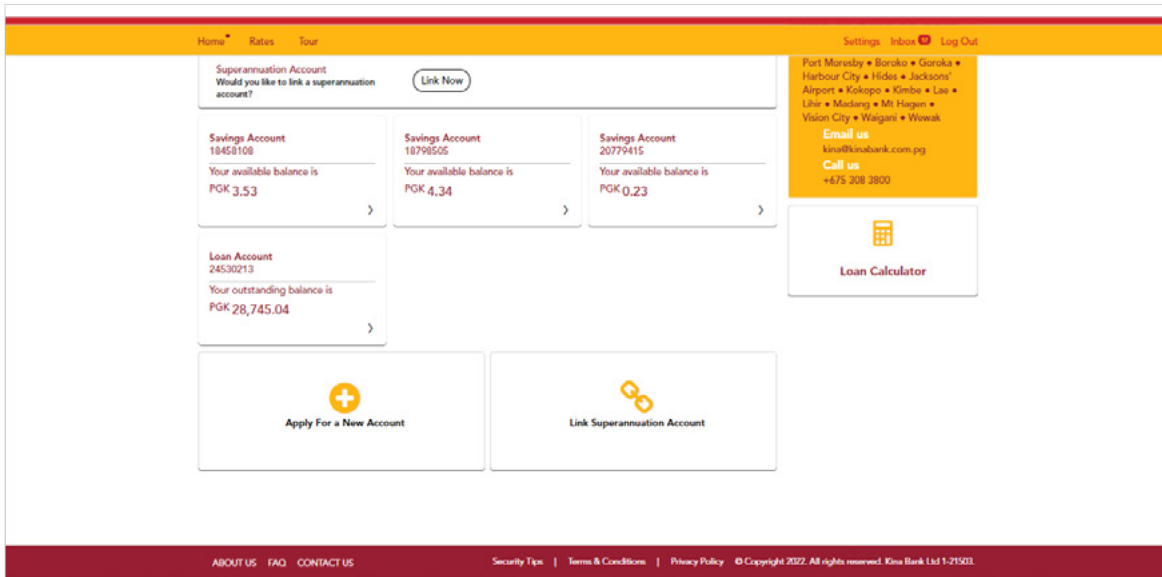 Home Rates Tour
Settings Inbox Log Out
Superannuation Account
Would you like to link a superannuation
account?
Link Now
Port Moresby • Boroko • Goroka •
Harbour City • Hides • Jacksons'
Airport • Kokopo • Kimbe • Lae •
Lihir • Madang • Mt Hagen •
Vision City • Waigani • Wewak
Email us
kina@kinabank.com.pg
Call us
+675 308 3800
Savings Account
18458108
Your available balance is
PGK 3.53
Savings Account
18798505
Your available balance is
PGK 4.34
Savings Account
20779415
Your available balance is
PGK 0.23
Loan Account
24530213
Your outstanding balance is
PGK 28,745.04
Loan Calculator
Apply For a New Account
Link Superannuation Account
ABOUT US FAQ CONTACT US
Security Tips | Terms & Conditions | Privacy Policy © Copyright 2022. All rights reserved. Kina Bank Ltd 1-21503.